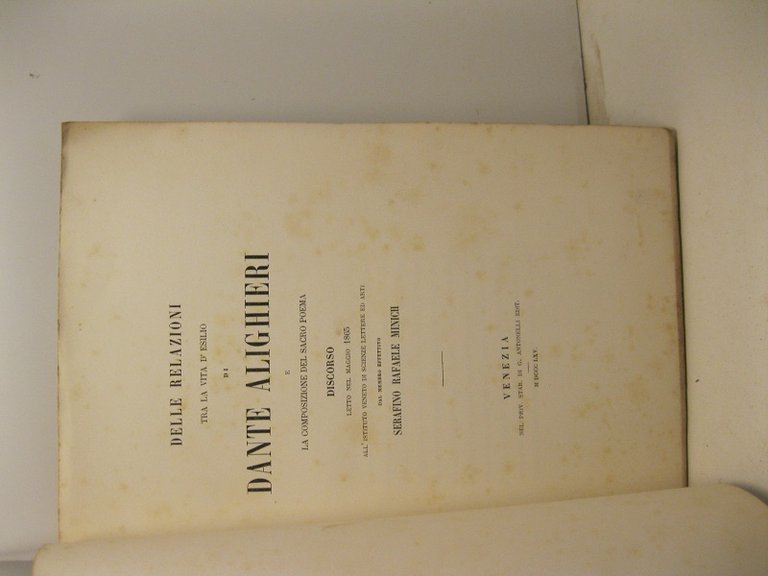 DELLE RELAZIONI
TRA LA VITA D' ESILIO
DI
DANTE ALIGHIERI
E
LA COMPOSIZIONE DEL SACRO POEMA
DISCORSO
LETTO NEL MAGGIO 1865
ALL' ISTITUTO VENETO DI SCIENZE LETTERE ED ARTI
DAL MEMBRO EFFETTIVO
SERAFINO RAFAELE MINICH
VENEZIA
NEL PRIV. STAB. DI G. ANTONELLI EDIT.
M DCCC LXV.